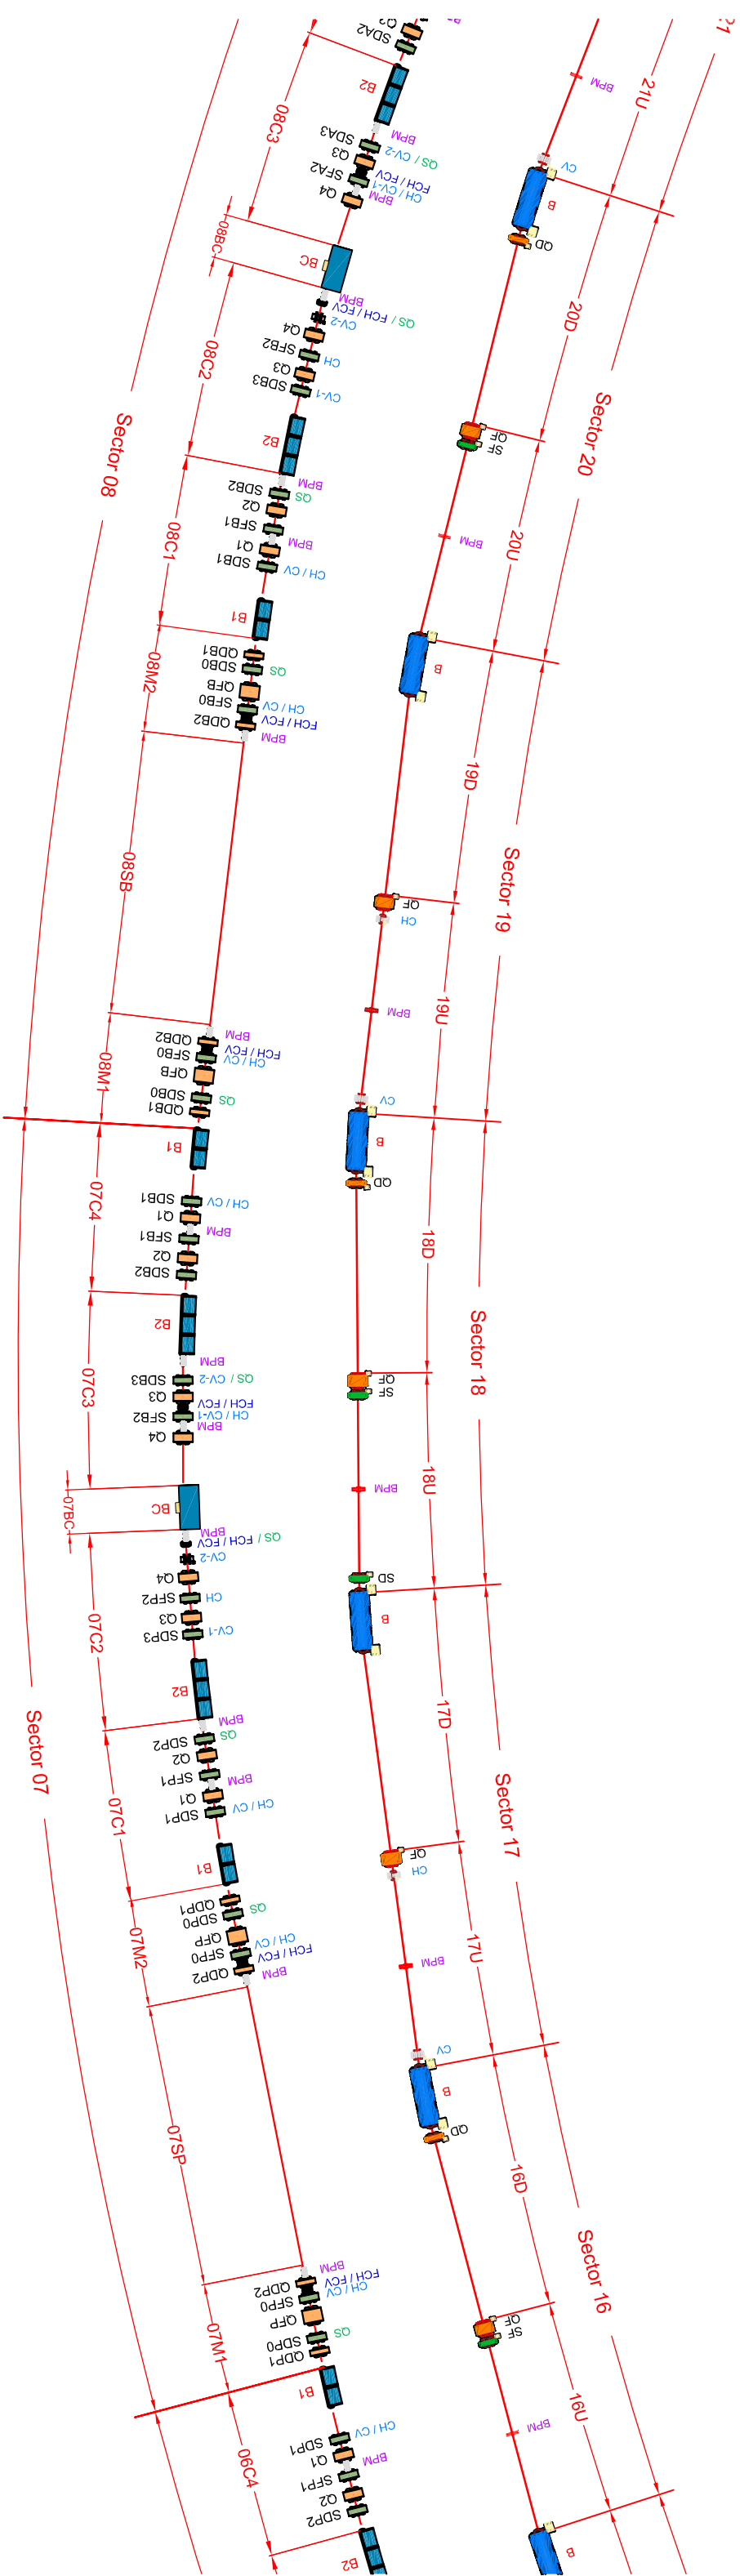 Q3
SDA2
B2
08C3
BPM
SDA3
CV-2 / QS
Q3
FCH / FCV
SFA2
CH / CV-1
BPM
Q4
08BC
BC
BPM
QS / FCH / FCV
CV-2
Q4
SFB2
CH
Q3
SDB3
CV-1
08C2
B2
BPM
SDB2
QS
Q2
SFB1
BPM
Q1
SDB1
CH / CV
08C1
Sector 08
B1
QDB1
SDB0
QS
QFB
SFB0
CH / CV
FCH / FCV
QDB2
BPM
08M2
08SB
BPM
QDB2
FCH / FCV
SFB0
CH / CV
QFB
SDB0
QS
QDB1
08M1
B1
SDB1
CH / CV
Q1
BPM
SFB1
Q2
SDB2
07C4
B2
BPM
SDB3
CV-2 / QS
Q3
FCH / FCV
SFB2
CH / CV-1
BPM
Q4
07C3
BC
07BC
BPM
QS / FCH / FCV
CV-2
Q4
SFP2
CH
Q3
SDP3
CV-1
07C2
B2
BPM
SDP2
QS
Q2
SFP1
BPM
Q1
SDP1
CH / CV
07C1
Sector 07
B1
QDP1
SDP0
QS
QFP
SFP0
CH / CV
FCH / FCV
QDP2
BPM
07M2
07SP
BPM
QDP2
FCH / FCV
SFP0
CH / CV
QFP
SDP0
QS
QDP1
07M1
B1
SDP1
CH / CV
Q1
BPM
SFP1
Q2
SDP2
06C4
B2
BPM
21U
CV
B
QD
20D
Sector 20
QF
SF
20U
BPM
B
19D
Sector 19
QF
CH
19U
BPM
CV
B
QD
18D
Sector 18
QF
SF
18U
BPM
SD
B
17D
Sector 17
QF
CH
17U
BPM
CV
B
QD
16D
Sector 16
QF
SF
16U
BPM
B